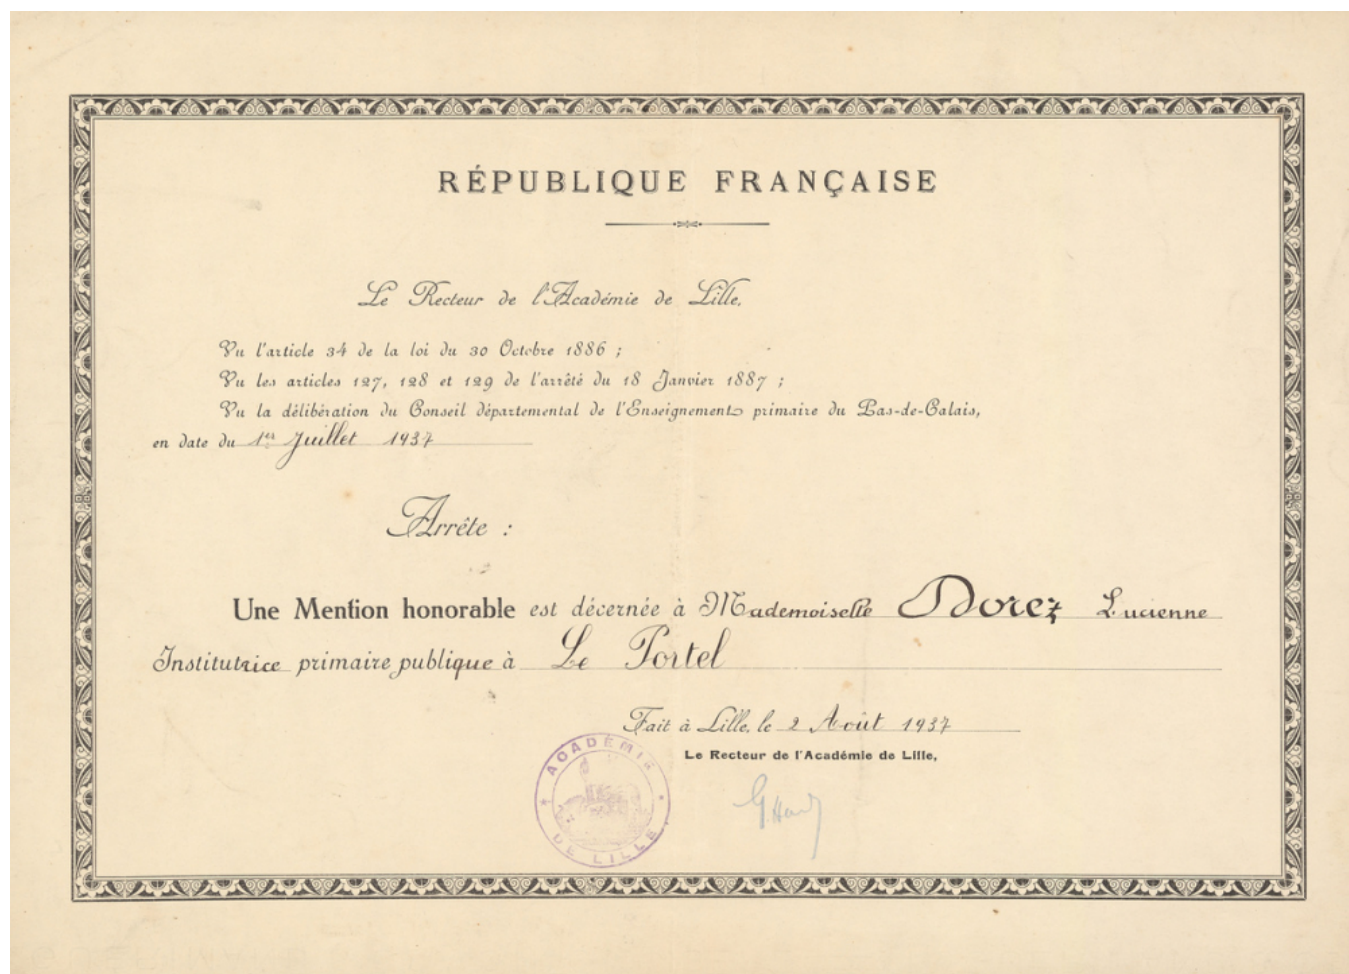 RÉPUBLIQUE FRANÇAISE
Le Recteur de l'Académie de Lille,
Vu l'article 34 de la loi du 30 Octobre 1886 ;
Vu les articles 127, 128 et 129 de l'arrêté du 18 Janvier 1887 ;
Vu la délibération du Conseil départemental de l'Enseignement primaire du Pas-de-Calais,
en date du 1er Juillet 1937
Arrête :
Une Mention honorable est décernée à Mademoiselle Dorez Lucienne
Institutrice primaire publique à Le Portel
Fait à Lille, le 2 Août 1937
Le Recteur de l'Académie de Lille,
ACADÉMIE DE LILLE